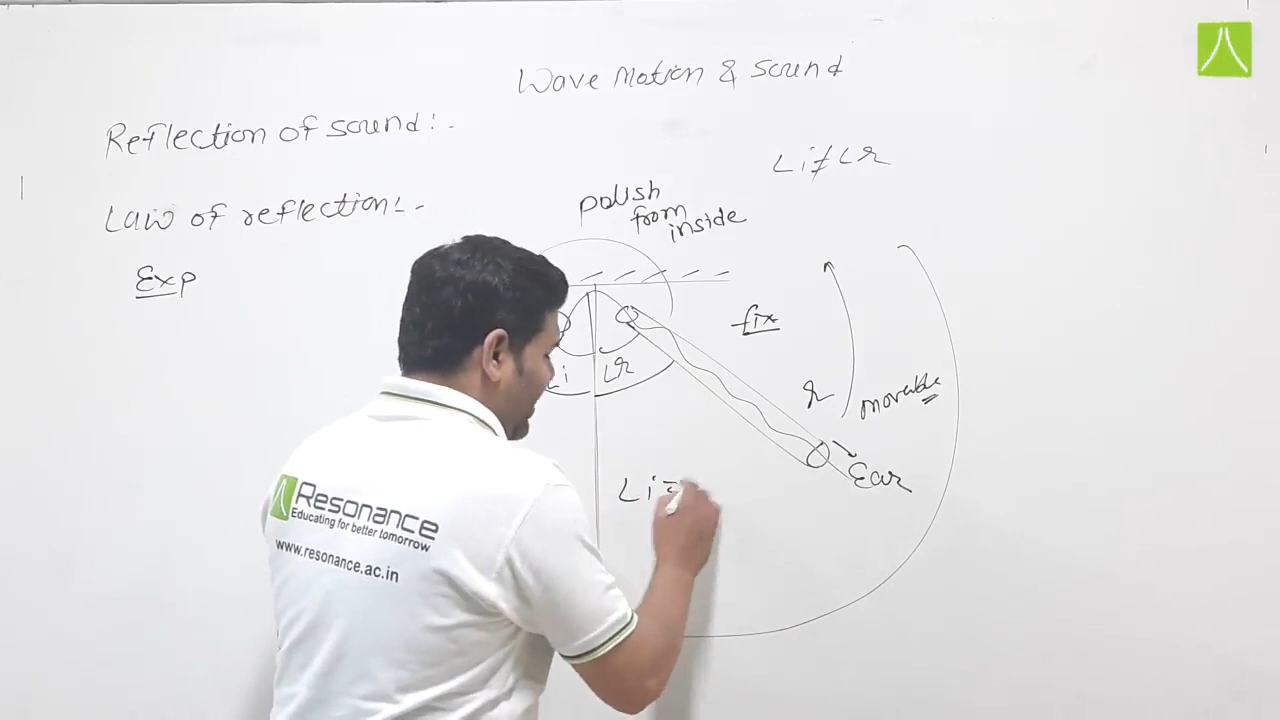 Wave Motion & Sound
Reflection of sound:-
∠i≠∠r
Law of reflection:-
polish
from
inside
Exp
fix
∠i ∠r
r
movable
Ear
∠i=
Resonance
Educating for better tomorrow
www.resonance.ac.in